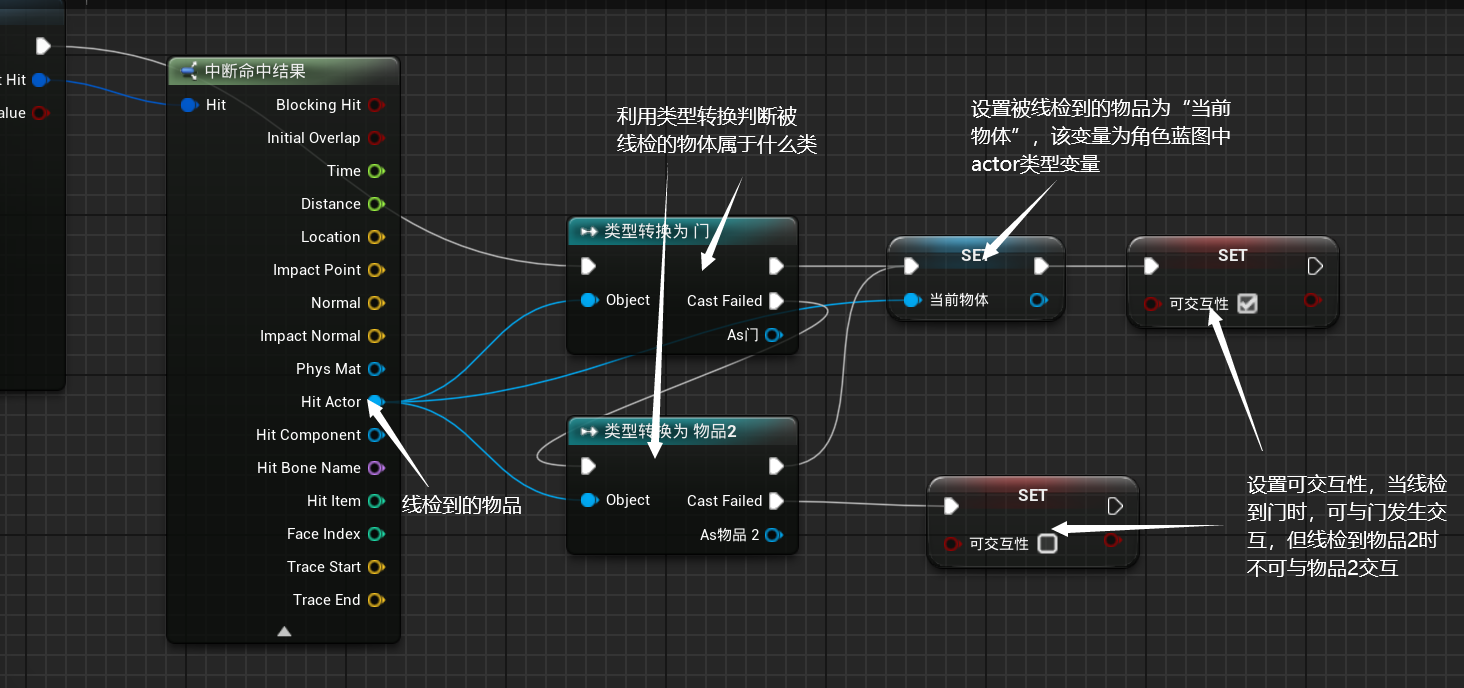 t Hit
alue
中断命中结果
Hit
Blocking Hit
Initial Overlap
Time
Distance
Location
Impact Point
Normal
Impact Normal
Phys Mat
Hit Actor
Hit Component
Hit Bone Name
Hit Item
Face Index
Trace Start
Trace End
线检到的物品
利用类型转换判断被
线检的物体属于什么类
类型转换为 门
Object
Cast Failed
As门
类型转换为 物品2
Object
Cast Failed
As物品 2
设置被线检到的物品为“当前
物体”，该变量为角色蓝图中
actor类型变量
SET
当前物体
SET
可交互性
SET
可交互性
设置可交互性，当线检
到门时，可与门发生交
互，但线检到物品2时
不可与物品2交互